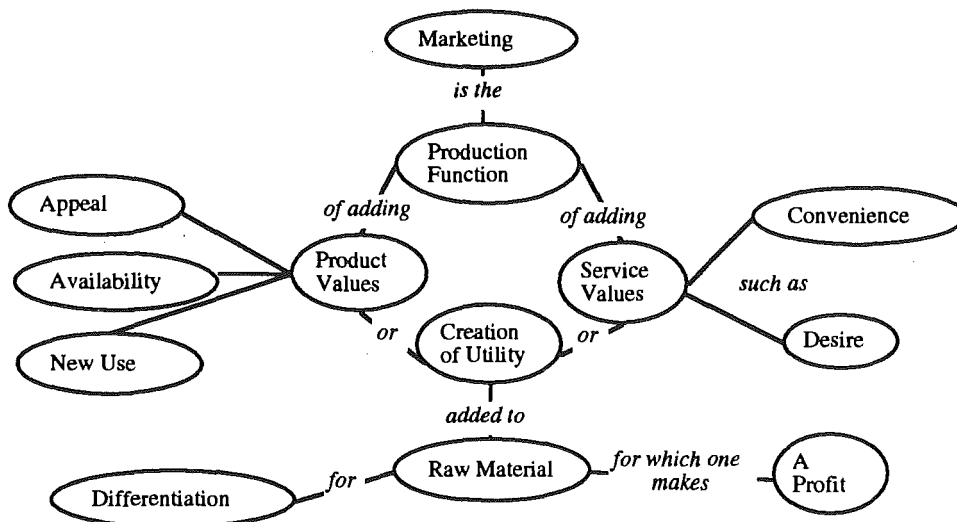 Marketing
is the
Production
Function
of adding
of adding
Appeal
Availability
New Use
Product
Values
Service
Values
Convenience
such as
Desire
or
Creation
of Utility
or
added to
Raw Material
for
Differentiation
for which one
makes
A
Profit